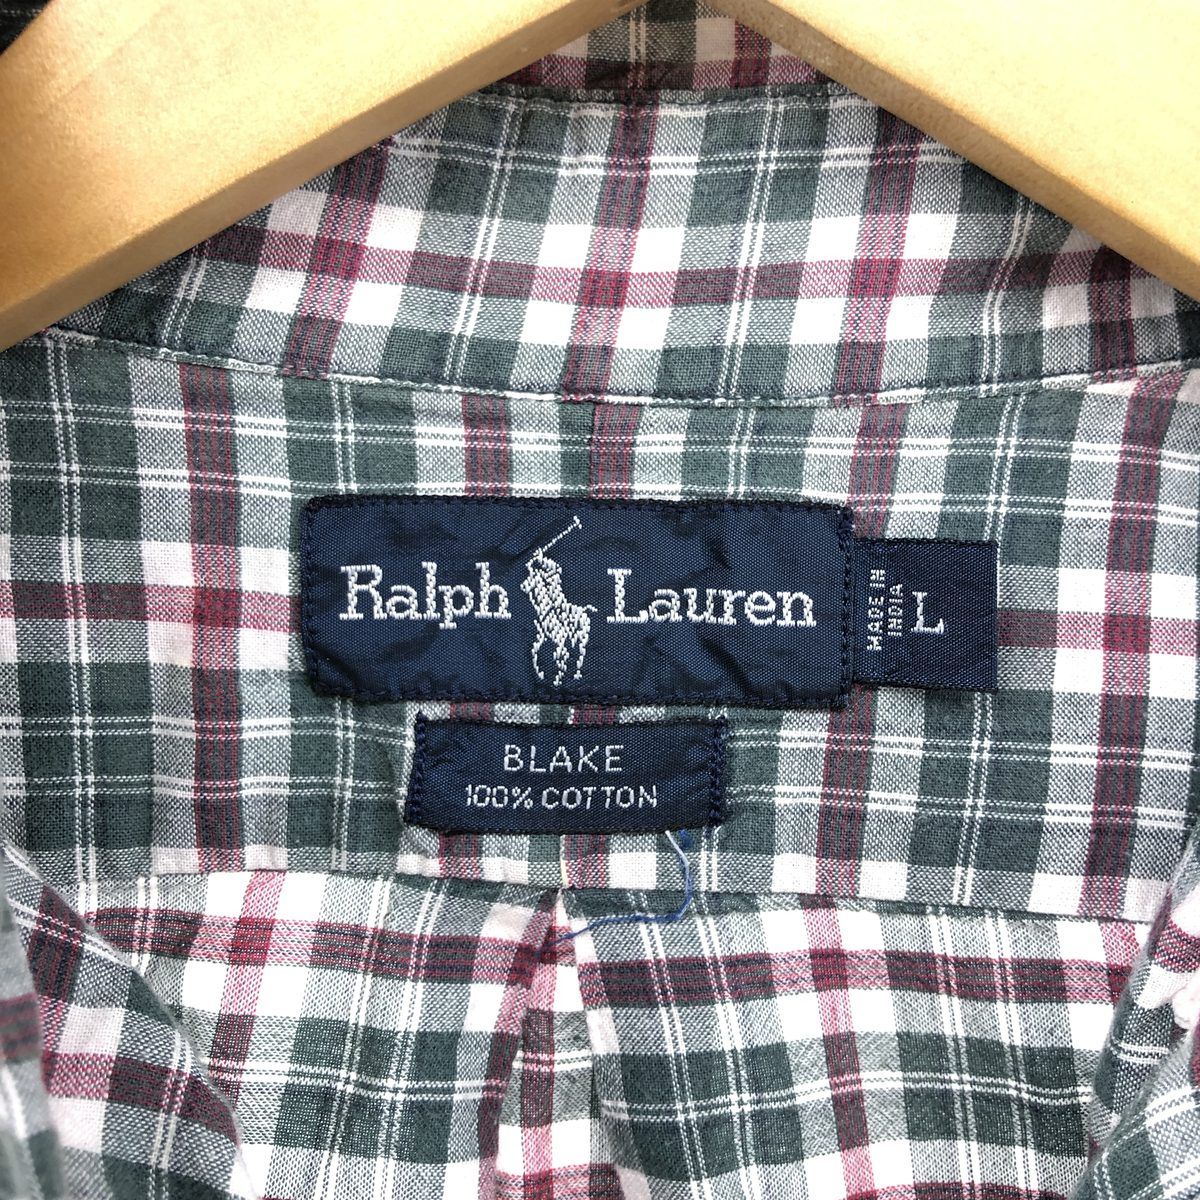 Ralph Lauren
MADE IN
INDIA
L
BLAKE
100% COTTON